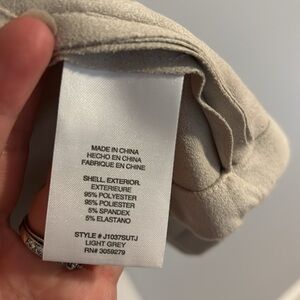 MADE IN CHINA
HECHO EN CHINA
FABRIQUE EN CHINE
SHELL, EXTERIOR,
EXTERIEURE
95% POLYESTER
95% POLIESTER
5% SPANDEX
5% ELASTANO
STYLE # J1037SUTJ
LIGHT GREY
RN# 3059279